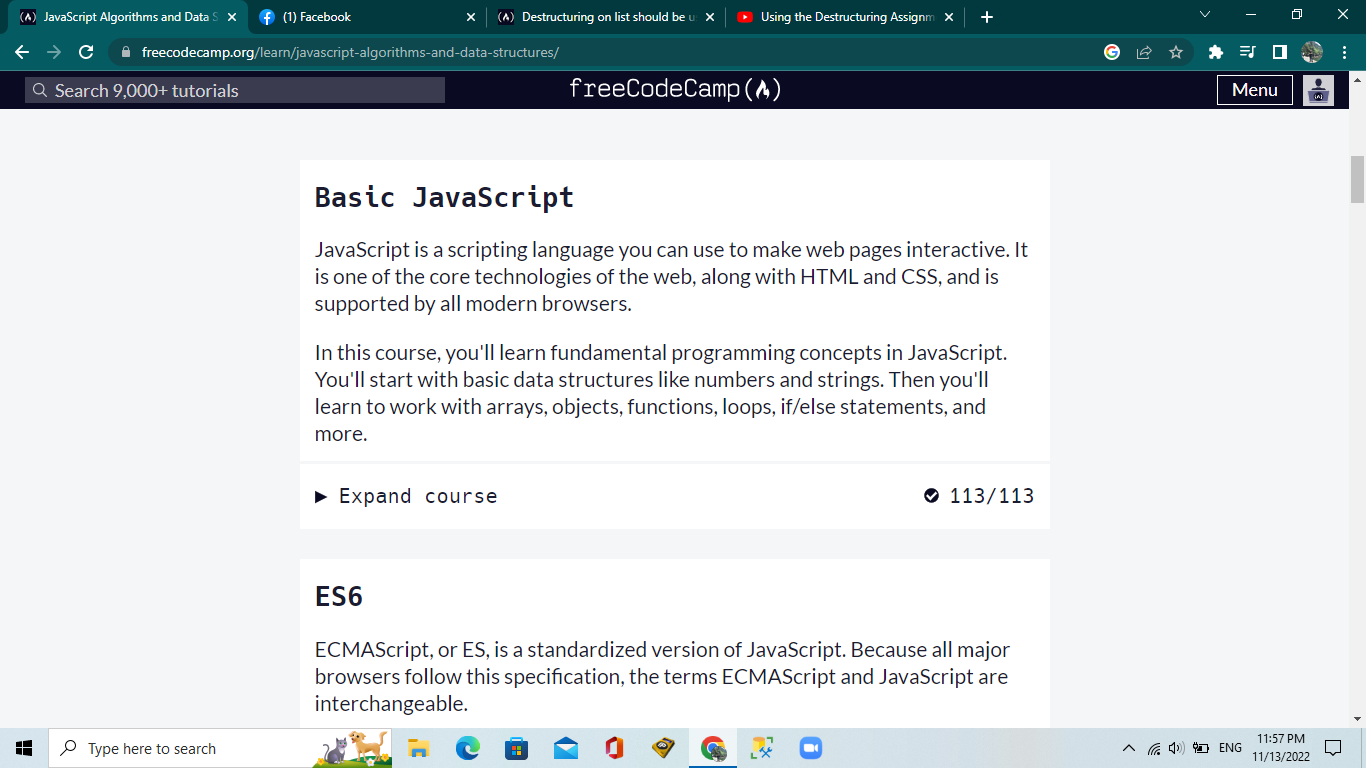 JavaScript Algorithms and Data S
(1) Facebook
Destructuring on list should be u
Using the Destructuring Assignm
freecodecamp.org/learn/javascript-algorithms-and-data-structures/
Search 9,000+ tutorials
freeCodeCamp(🔥)
Menu
Basic JavaScript
JavaScript is a scripting language you can use to make web pages interactive. It
is one of the core technologies of the web, along with HTML and CSS, and is
supported by all modern browsers.
In this course, you'll learn fundamental programming concepts in JavaScript.
You'll start with basic data structures like numbers and strings. Then you'll
learn to work with arrays, objects, functions, loops, if/else statements, and
more.
Expand course
113/113
ES6
ECMAScript, or ES, is a standardized version of JavaScript. Because all major
browsers follow this specification, the terms ECMAScript and JavaScript are
interchangeable.
Type here to search
ENG
11:57 PM
11/13/2022